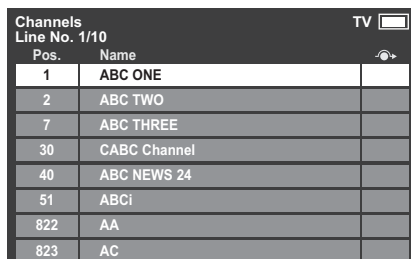 Channels TV
Line No. 1/10
Pos. Name
1 ABC ONE
2 ABC TWO
7 ABC THREE
30 CABC Channel
40 ABC NEWS 24
51 ABCi
822 AA
823 AC